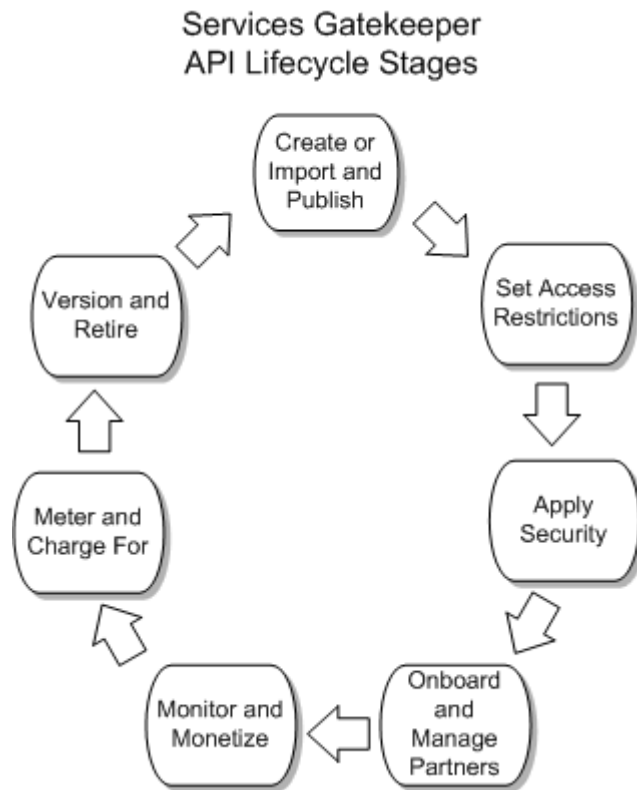 Services Gatekeeper
API Lifecycle Stages
Create or
Import and
Publish
Set Access
Restrictions
Apply
Security
Onboard
and
Manage
Partners
Monitor and
Monetize
Meter and
Charge For
Version and
Retire